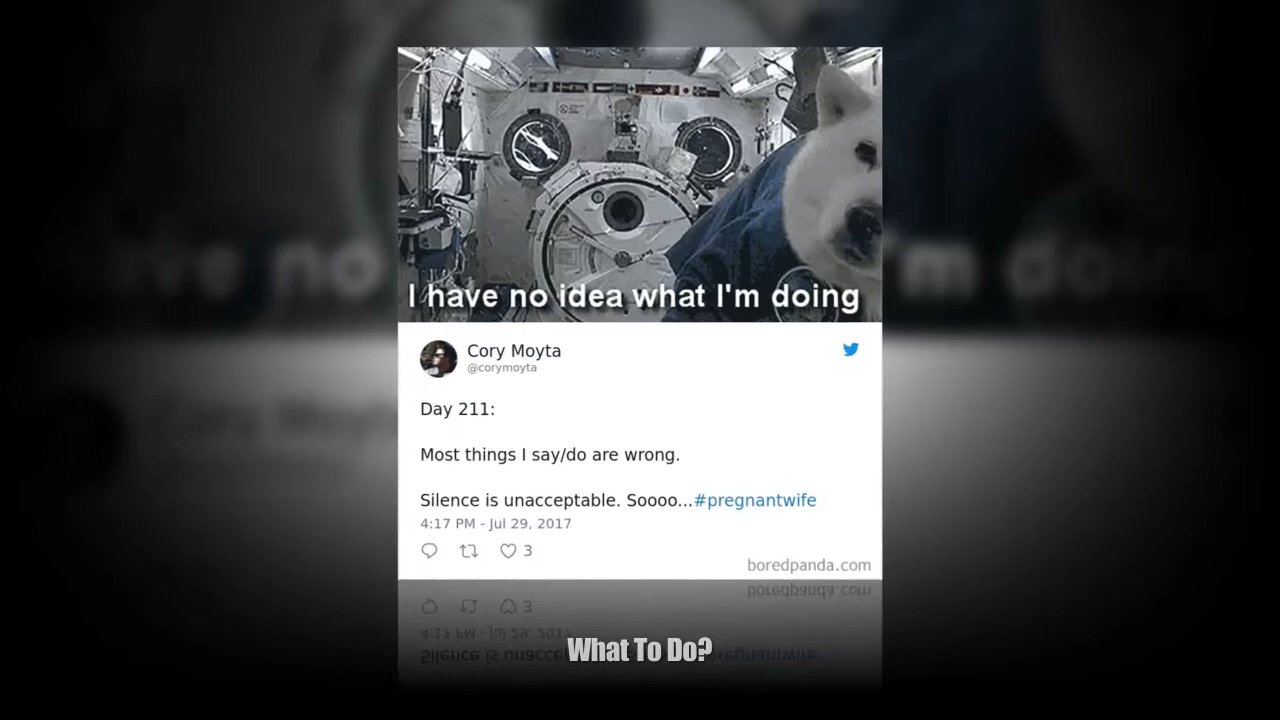 I have no idea what I'm doing
Cory Moyta
@corymoyta
Day 211:
Most things I say/do are wrong.
Silence is unacceptable. Soooo...#pregnantwife
4:17 PM - Jul 29, 2017
3
boredpanda.com
What To Do?